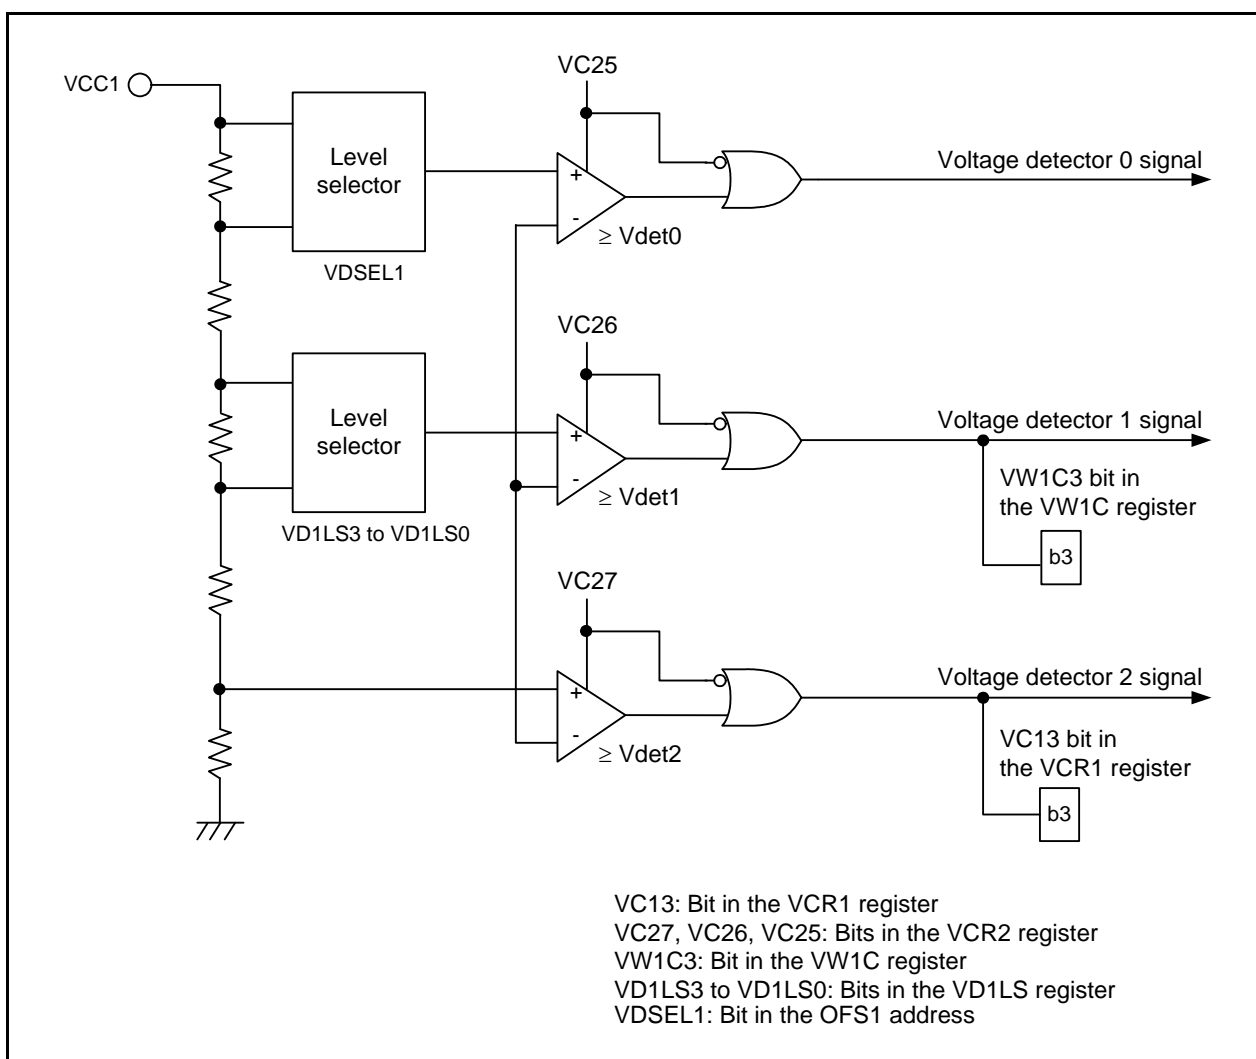 VC25
VCC1
Level
selector
+
-
≥ Vdet0
VDSEL1
Voltage detector 0 signal
VC26
Level
selector
+
-
≥ Vdet1
VD1LS3 to VD1LS0
Voltage detector 1 signal
VW1C3 bit in
the VW1C register
b3
VC27
+
-
≥ Vdet2
Voltage detector 2 signal
VC13 bit in
the VCR1 register
b3
VC13: Bit in the VCR1 register
VC27, VC26, VC25: Bits in the VCR2 register
VW1C3: Bit in the VW1C register
VD1LS3 to VD1LS0: Bits in the VD1LS register
VDSEL1: Bit in the OFS1 address